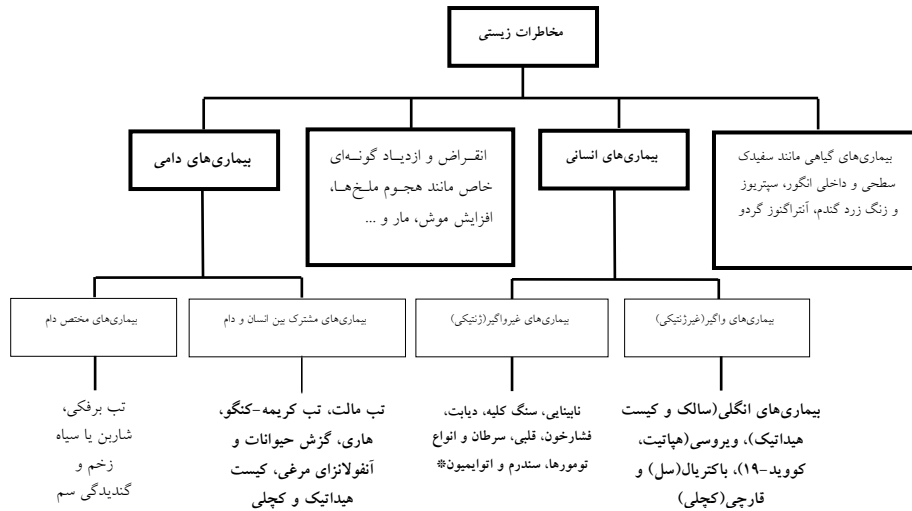 مخاطرات زیستی
بیماری‌های گیاهی مانند سفیدک
سطحی و داخلی انگور، سپتریوز
و زنگ زرد گندم، آنتراگنوز گردو
بیماری‌های انسانی
انقـراض و ازدیـاد گونـه‌ای
خاص مانند هجـوم ملـخ‌هـا،
افزایش موش، مار و ...
بیماری‌های دامی
بیماری‌های واگیر(غیرژنتیکی)
بیماری‌های غیرواگیر(ژنتیکی)
بیماری‌های مشترک بین انسان و دام
بیماری‌های مختص دام
بیماری‌های انگلی(سالک و کیست
هیداتیک)، ویروسی(هپاتیت،
کووید-۱۹)، باکتریال(سل) و
قارچی(کچلی)
نابینایی، سنگ کلیه، دیابت،
فشارخون، قلبی، سرطان و انواع
تومورها، سندرم و اتوایمیون*
تب مالت، تب کریمه-کنگو،
هاری، گزش حیوانات و
آنفولانزای مرغی، کیست
هیداتیک و کچلی
تب برفکی،
شاربن یا سیاه
زخم و
گندیدگی سم